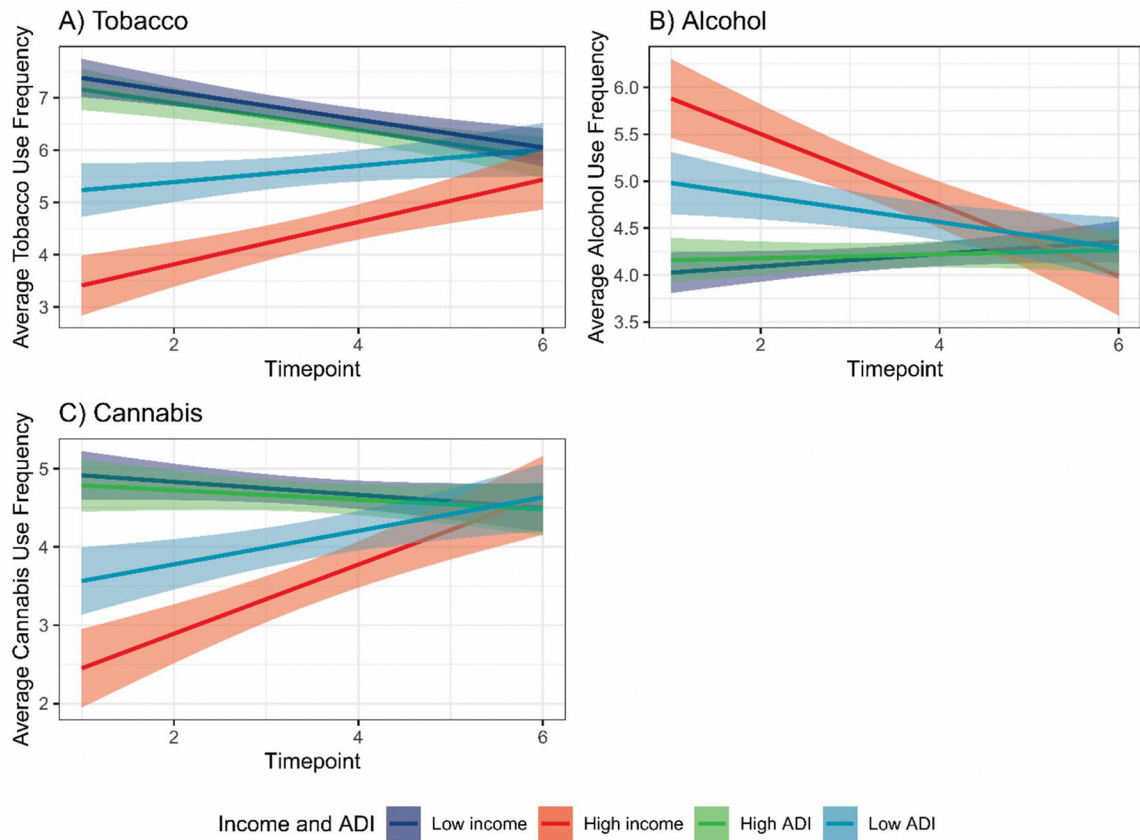 A) Tobacco
Average Tobacco Use Frequency
7
6
5
4
3
2
4
6
Timepoint
B) Alcohol
Average Alcohol Use Frequency
6.0
5.5
5.0
4.5
4.0
3.5
2
4
6
Timepoint
C) Cannabis
Average Cannabis Use Frequency
5
4
3
2
2
4
6
Timepoint
Income and ADI Low income High income High ADI Low ADI